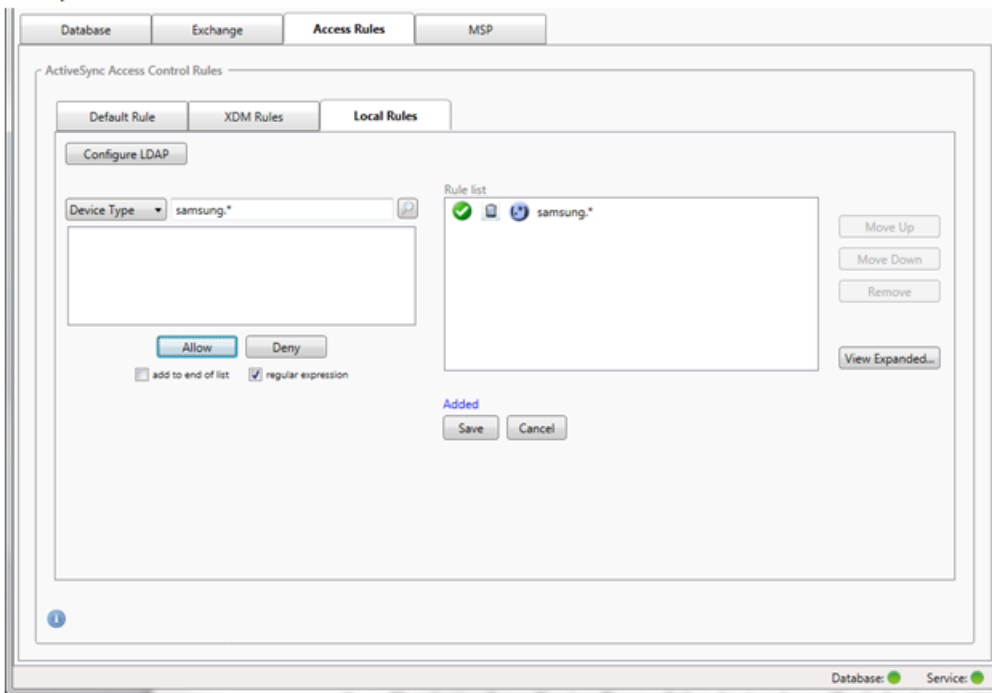 Database Exchange Access Rules MSP
ActiveSync Access Control Rules
Default Rule XDM Rules Local Rules
Configure LDAP
Rule list
Device Type samsung.*
samsung.*
Move Up
Move Down
Remove
Allow Deny
View Expanded...
add to end of list regular expression
Added
Save Cancel
Database: Service: